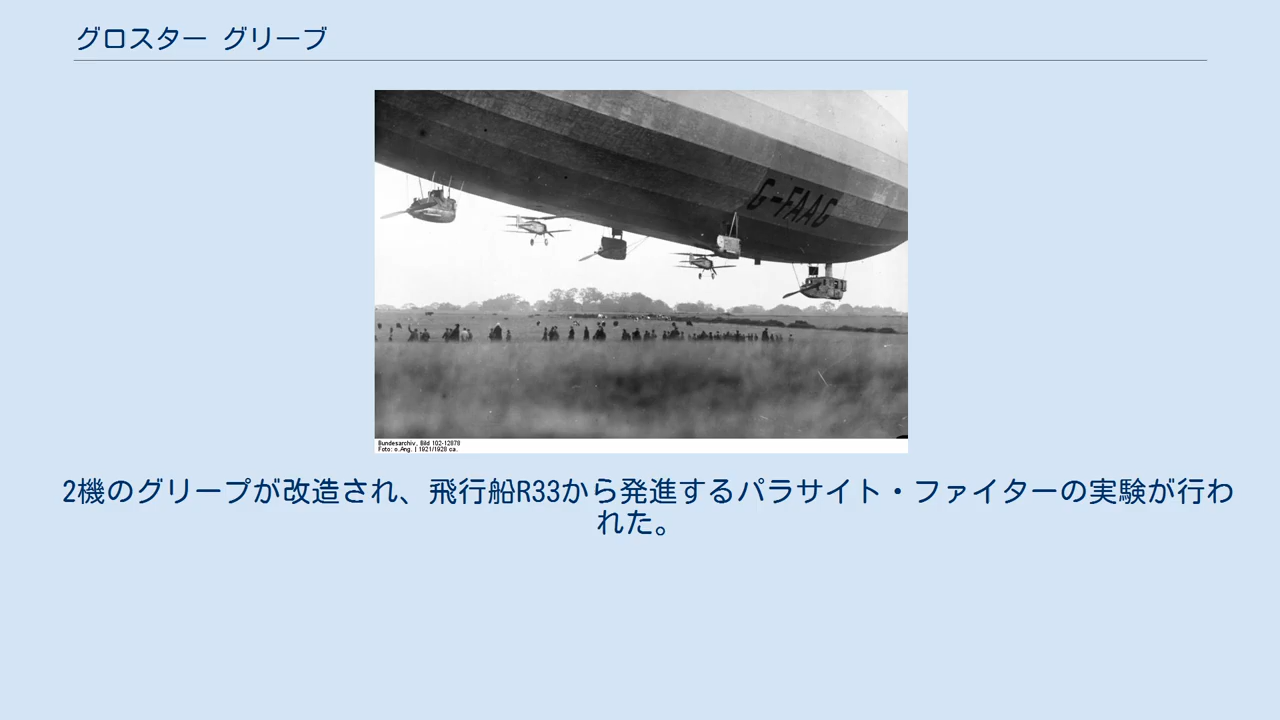 グロスター グリーブ
G-FAAG
Bundesarchiv, Bild 102-12878
Foto: o.Ang. | 1921/1928 ca.
2機のグリープが改造され、飛行船R33から発進するパラサイト・ファイターの実験が行わ
れた。